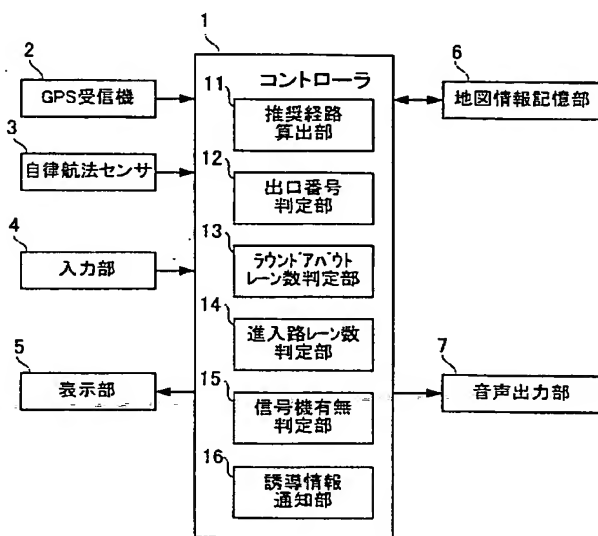 1
コントローラ
2
GPS受信機
3
自律航法センサ
4
入力部
5
表示部
6
地図情報記憶部
7
音声出力部
11
推奨経路
算出部
12
出口番号
判定部
13
ラウンドアバウト
レーン数判定部
14
進入路レーン数
判定部
15
信号機有無
判定部
16
誘導情報
通知部